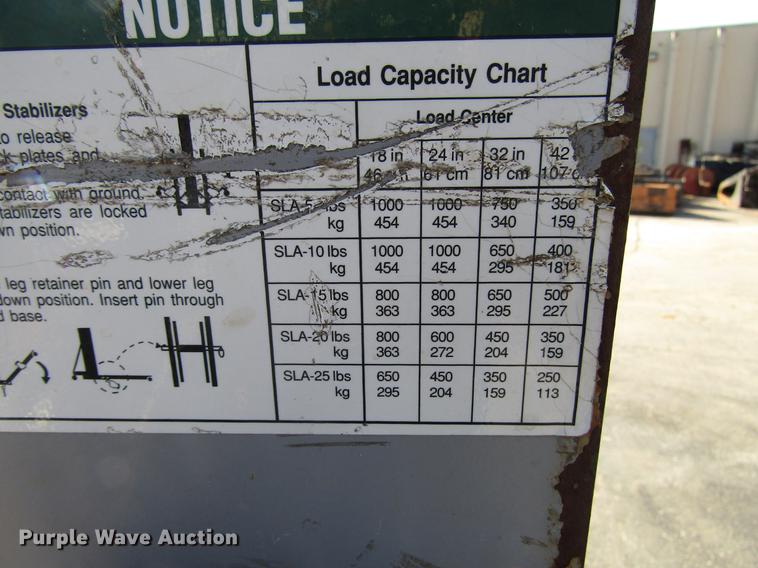 NOTICE
Stabilizers
to release
plates and
contact with ground.
stabilizers are locked
position.
leg retainer pin and lower leg
down position. Insert pin through
base.
Load Capacity Chart
Load Center
18 in 24 in 32 in 42
46 61 cm 81 cm 107
SLA-5 lbs 1000 1000 750 350
kg 454 454 340 159
SLA-10 lbs 1000 1000 650 400
kg 454 454 295 181
SLA-15 lbs 800 800 650 500
kg 363 363 295 227
SLA-20 lbs 800 600 450 350
kg 363 272 204 159
SLA-25 lbs 650 450 350 250
kg 295 204 159 113
Purple Wave Auction